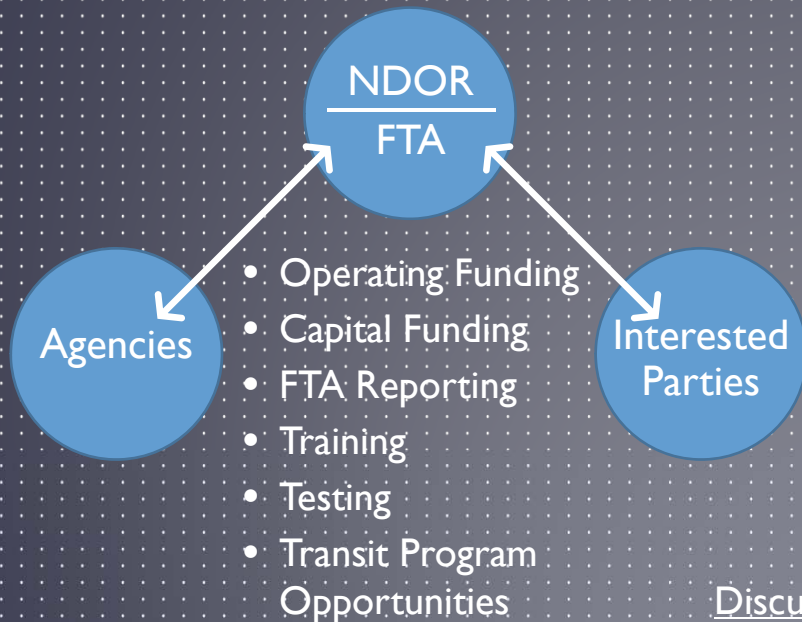 NDOR
FTA
Agencies
Interested
Parties
• Operating Funding
• Capital Funding
• FTA Reporting
• Training
• Testing
• Transit Program
Opportunities